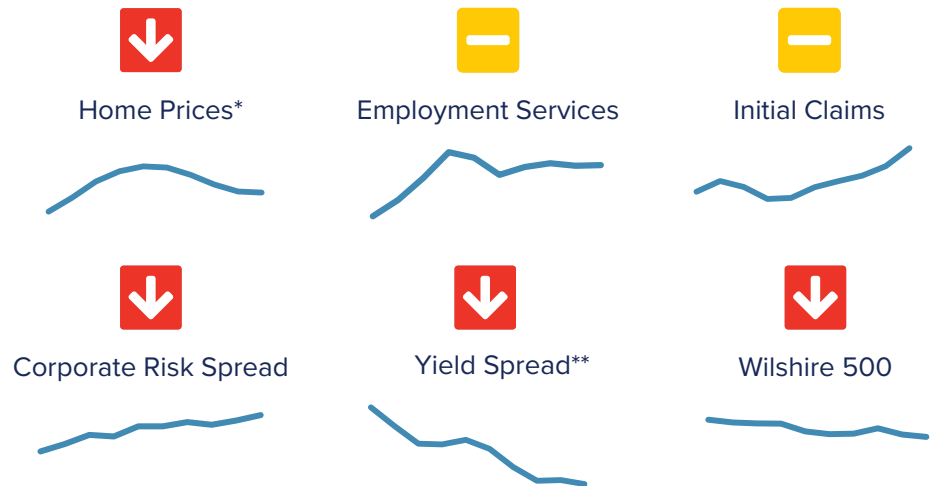 Home Prices*
Employment Services
Initial Claims
Corporate Risk Spread
Yield Spread**
Wilshire 500